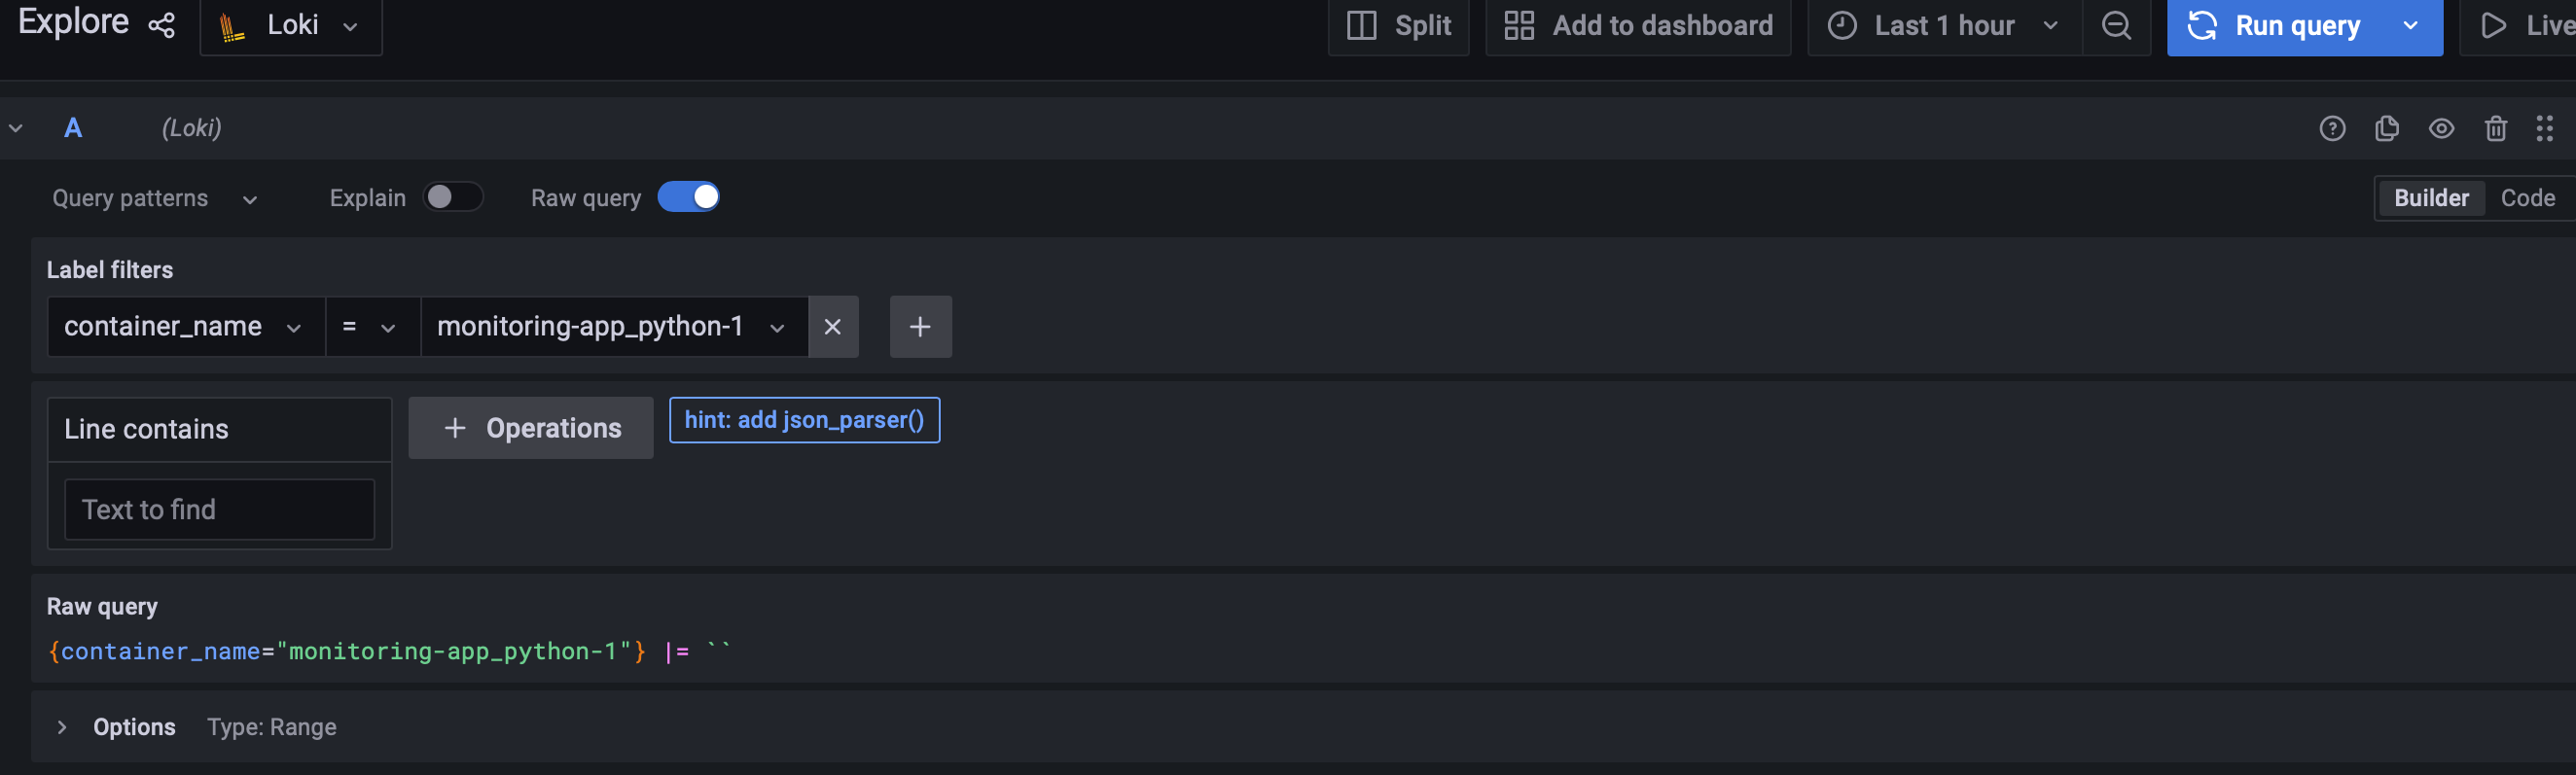 Explore Loki Split Add to dashboard Last 1 hour Run query Live
A (Loki)
Query patterns Explain Raw query Builder Code
Label filters
container_name = monitoring-app_python-1
Line contains + Operations hint: add json_parser()
Text to find
Raw query
{container_name="monitoring-app_python-1"} |= ``
Options Type: Range